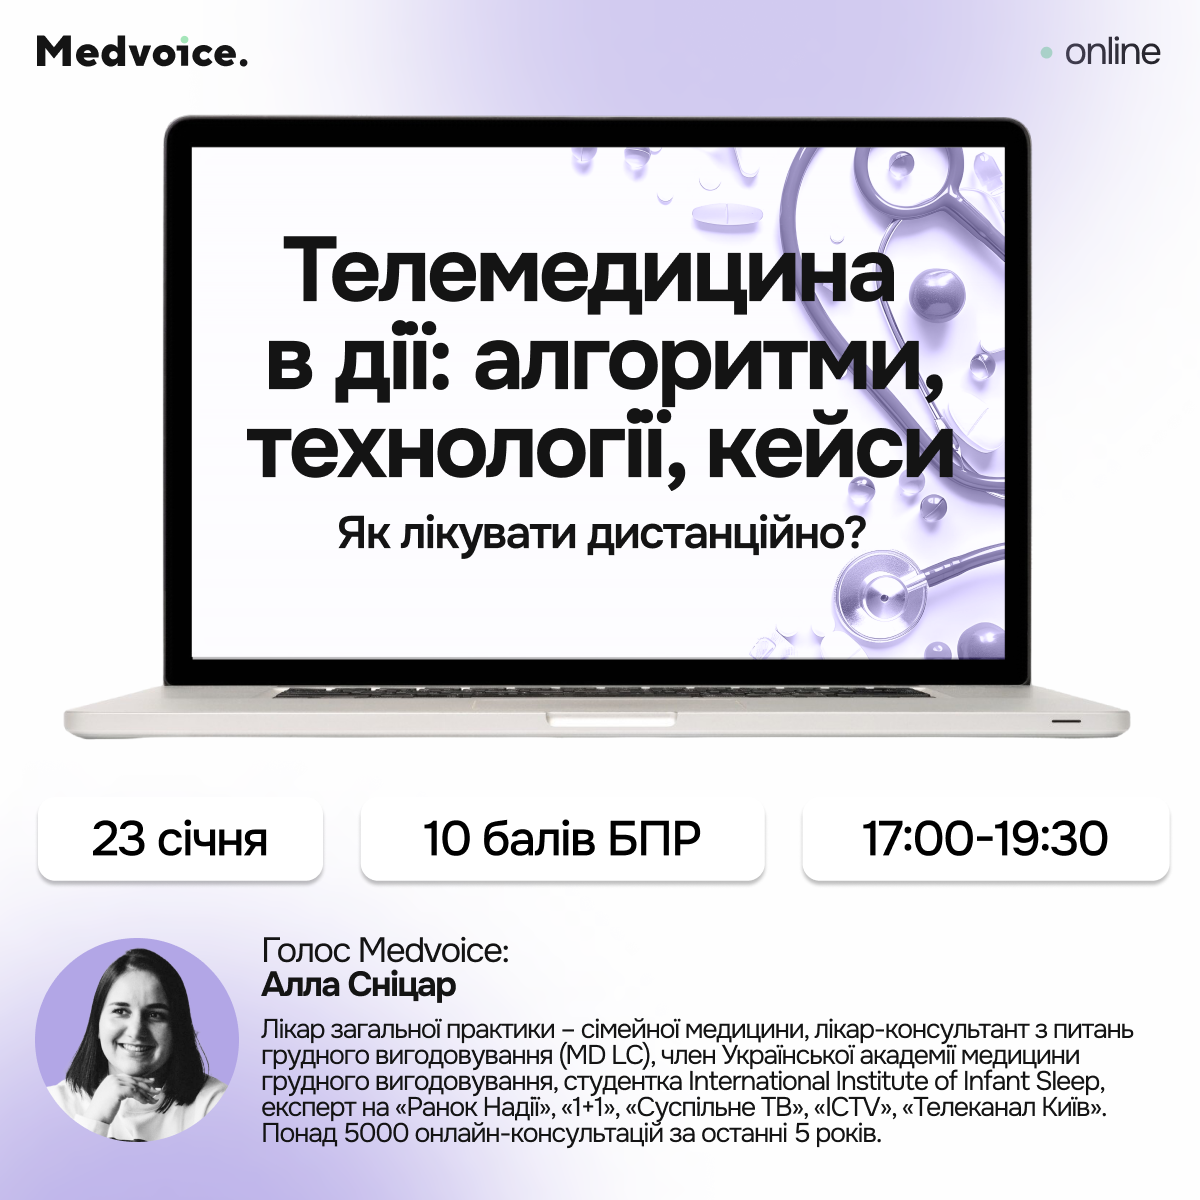 Medvoice.
online
Телемедицина
в дії: алгоритми,
технології, кейси
Як лікувати дистанційно?
23 січня
10 балів БПР
17:00-19:30
Голос Medvoice:
Алла Сніцар
Лікар загальної практики – сімейної медицини, лікар-консультант з питань
грудного вигодовування (MD LC), член Української академії медицини
грудного вигодовування, студентка International Institute of Infant Sleep,
експерт на «Ранок Надії», «1+1», «Суспільне ТВ», «ICTV», «Телеканал Київ».
Понад 5000 онлайн-консультацій за останні 5 років.